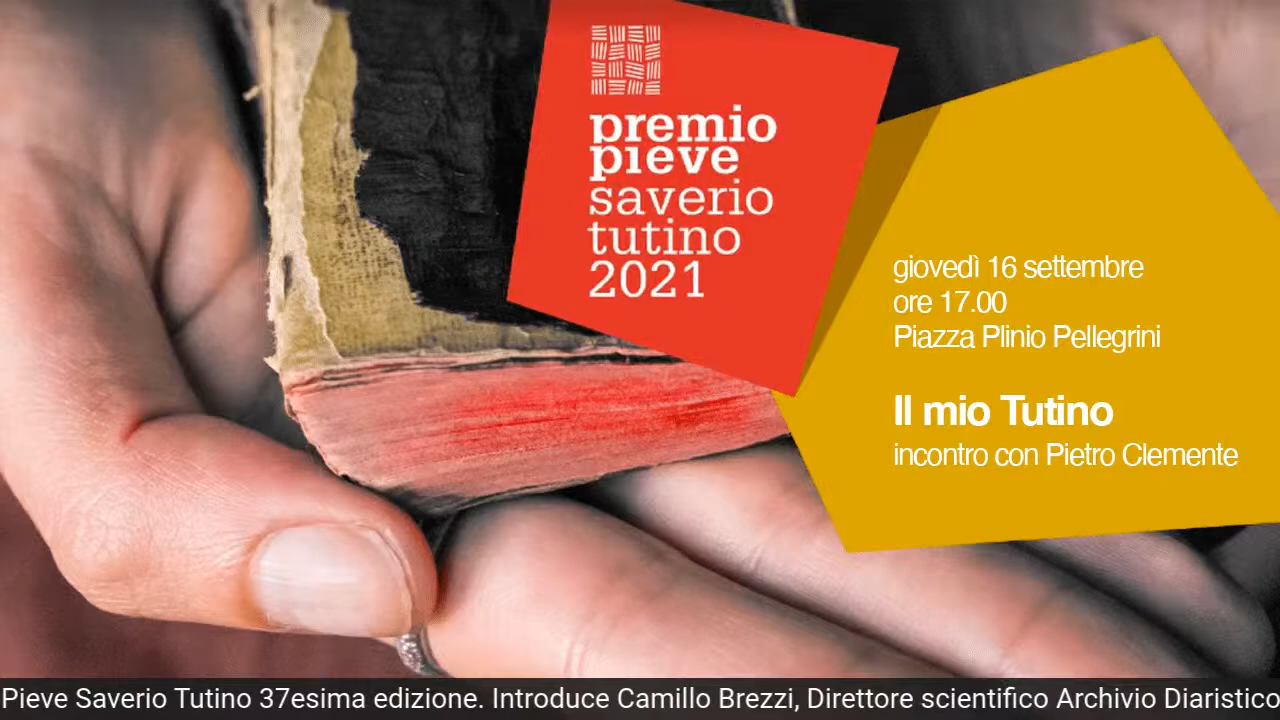 premio
pieve
saverio
tutino
2021
giovedì 16 settembre
ore 17.00
Piazza Plinio Pellegrini
Il mio Tutino
incontro con Pietro Clemente
Pieve Saverio Tutino 37esima edizione. Introduce Camillo Brezzi, Direttore scientifico Archivio Diaristico